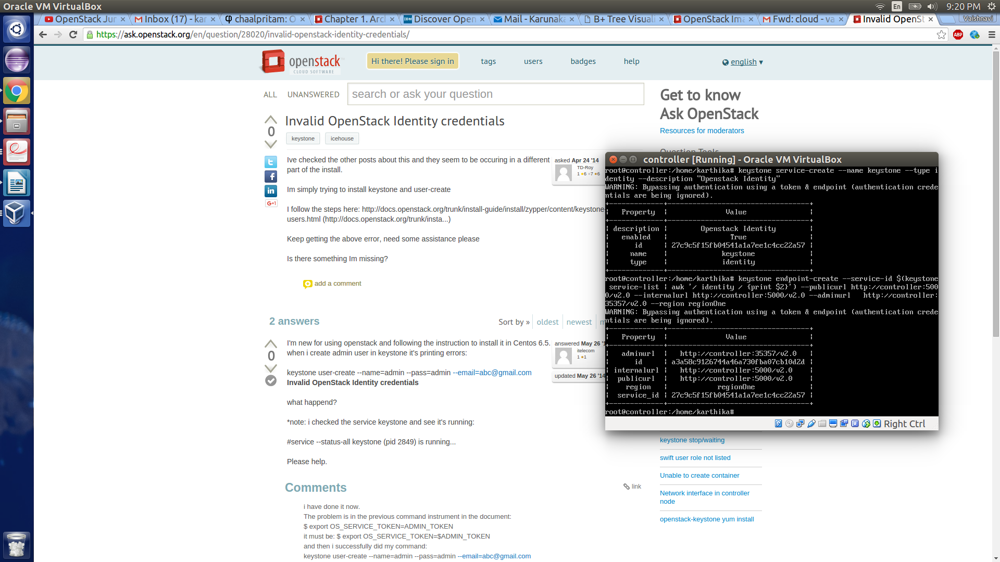 Oracle VM VirtualBox
En
9:20 PM
OpenStack Jur
Inbox (17) - kar
chaalpritam: O
Chapter 1. Arch
IBM
Discover Open
Mail - Karunaka
B+ Tree Visuali
OpenStack Ima
Fwd: cloud - va
Invalid OpenSt
Vaishnavi
https://ask.openstack.org/en/question/28020/invalid-openstack-identity-credentials/
ABP
openstack
CLOUD SOFTWARE
Hi there! Please sign in
tags
users
badges
help
english ▾
ALL
UNANSWERED
search or ask your question
Get to know
Ask OpenStack
Resources for moderators
Question Tools
0
Invalid OpenStack Identity credentials
keystone
icehouse
Ive checked the other posts about this and they seem to be occuring in a different
part of the install.
asked Apr 24 '14
TD-Roy
1 ●6 ●7 ●6
Im simply trying to install keystone and user-create
G+1
I follow the steps here: http://docs.openstack.org/trunk/install-guide/install/zypper/content/keystone
users.html (http://docs.openstack.org/trunk/insta...)
Keep getting the above error, need some assistance please
Is there something Im missing?
add a comment
2 answers
Sort by »
oldest
newest
m
0
I'm new for using openstack and following the instruction to install it in Centos 6.5.
when i create admin user in keystone it's printing errors:
answered May 26 '1
itelecom
1 ●1
updated May 26 '14
keystone user-create --name=admin --pass=admin --email=abc@gmail.com
Invalid OpenStack Identity credentials
what happend?
*note: i checked the service keystone and see it's running:
#service --status-all keystone (pid 2849) is running...
Please help.
Comments
link
i have done it now.
The problem is in the previous command instrument in the document:
$ export OS_SERVICE_TOKEN=ADMIN_TOKEN
it must be: $ export OS_SERVICE_TOKEN=$ADMIN_TOKEN
and then i successfully did my command:
keystone user-create --name=admin --pass=admin --email=abc@gmail.com
controller [Running] - Oracle VM VirtualBox
root@controller:/home/karthika# keystone service-create --name keystone --type i
dentity --description "Openstack Identity"
WARNING: Bypassing authentication using a token & endpoint (authentication crede
ntials are being ignored).
+-------------+----------------------------------+
| Property | Value |
+-------------+----------------------------------+
| description | Openstack Identity |
| enabled | True |
| id | 27c9c5f15fb04541a1a7ee1c4cc22a57 |
| name | keystone |
| type | identity |
+-------------+----------------------------------+
root@controller:/home/karthika# keystone endpoint-create --service-id $(keystone
service-list | awk '/ identity / {print $2}') --publicurl http://controller:500
0/v2.0 --internalurl http://controller:5000/v2.0 --adminurl http://controller:
35357/v2.0 --region regionOne
WARNING: Bypassing authentication using a token & endpoint (authentication crede
ntials are being ignored).
+-------------+----------------------------------+
| Property | Value |
+-------------+----------------------------------+
| adminurl | http://controller:35357/v2.0 |
| id | a3a58c9126744a46a730fba07cb10d2d |
| internalurl | http://controller:5000/v2.0 |
| publicurl | http://controller:5000/v2.0 |
| region | regionOne |
| service_id | 27c9c5f15fb04541a1a7ee1c4cc22a57 |
+-------------+----------------------------------+
root@controller:/home/karthika#
Right Ctrl
keystone stop/waiting
swift user role not listed
Unable to create container
Network interface in controller
node
openstack-keystone yum install